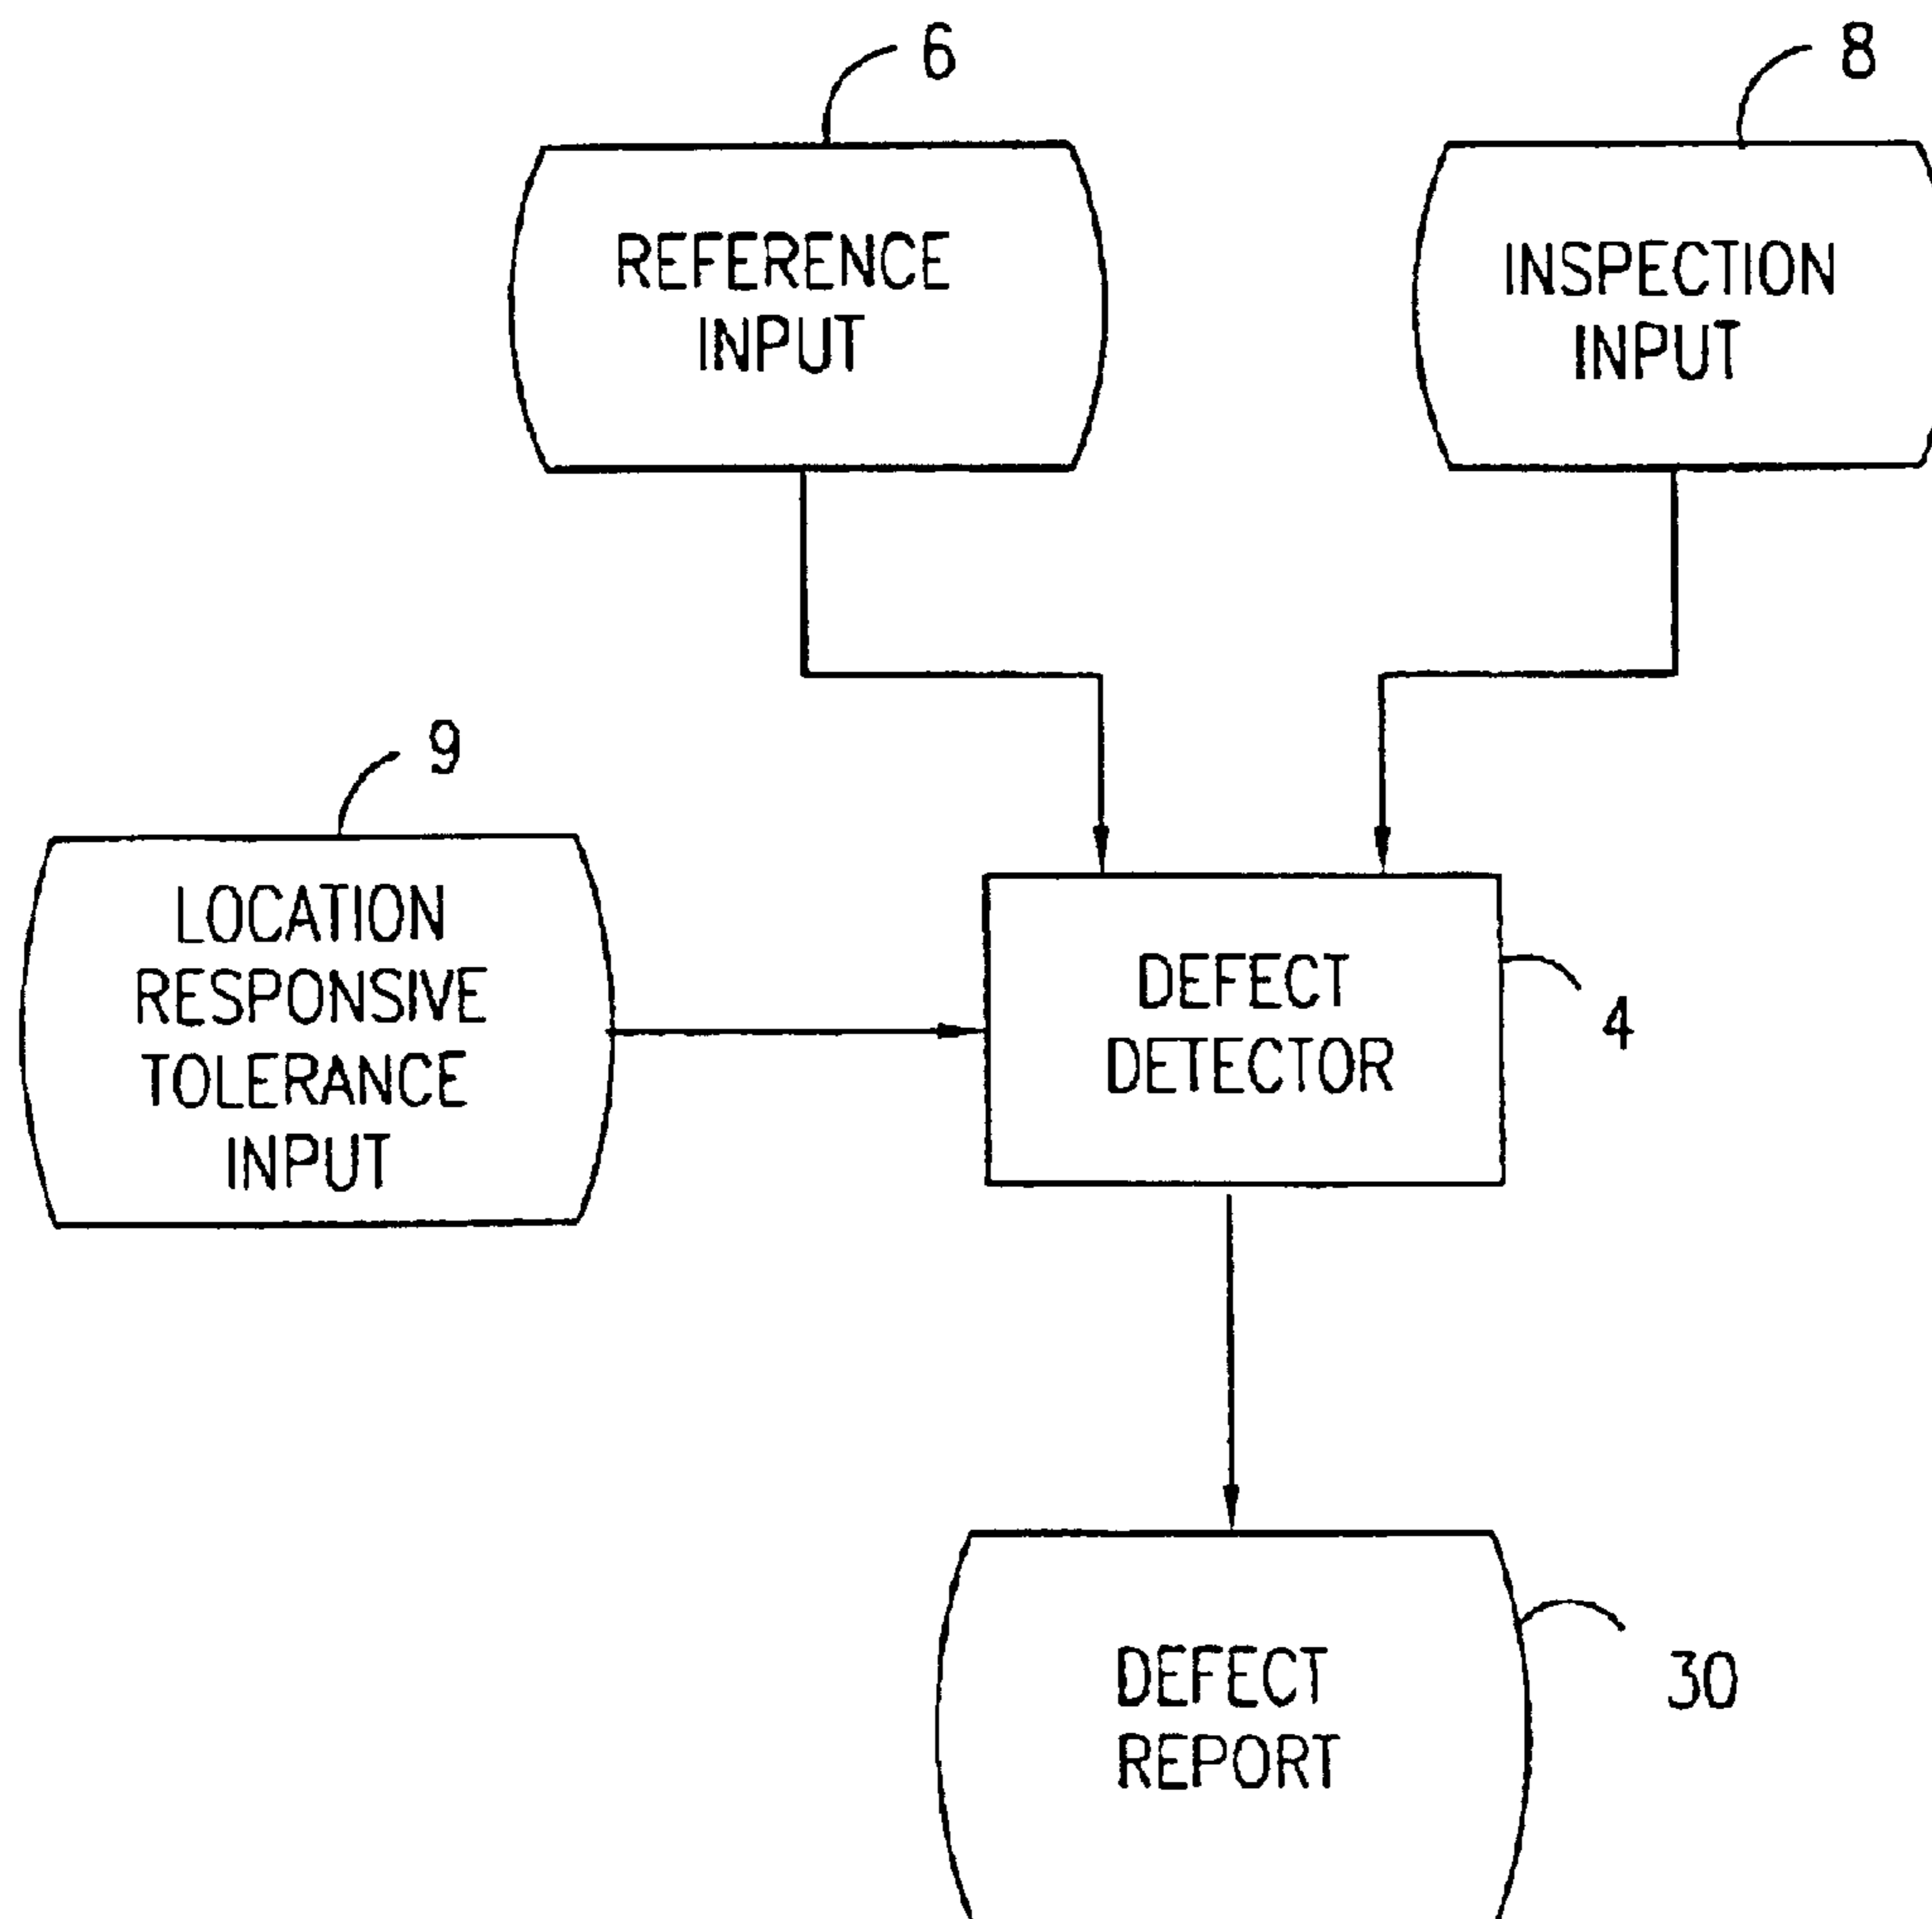 6
8
REFERENCE
INPUT
INSPECTION
INPUT
9
LOCATION
RESPONSIVE
TOLERANCE
INPUT
DEFECT
DETECTOR
4
DEFECT
REPORT
30